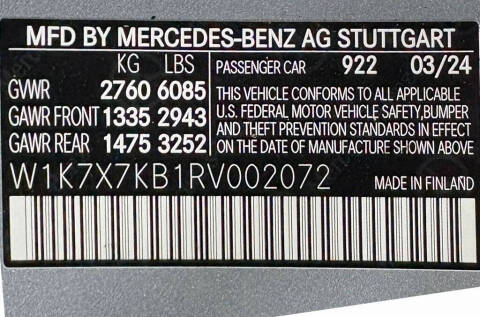 MFD BY MERCEDES-BENZ AG STUTTGART
KG LBS PASSENGER CAR 922 03/24
GVWR 2760 6085 THIS VEHICLE CONFORMS TO ALL APPLICABLE
GAWR FRONT 1335 2943 U.S. FEDERAL MOTOR VEHICLE SAFETY,BUMPER
AND THEFT PREVENTION STANDARDS IN EFFECT
GAWR REAR 1475 3252 ON THE DATE OF MANUFACTURE SHOWN ABOVE
W1K7X7KB1RV002072 MADE IN FINLAND